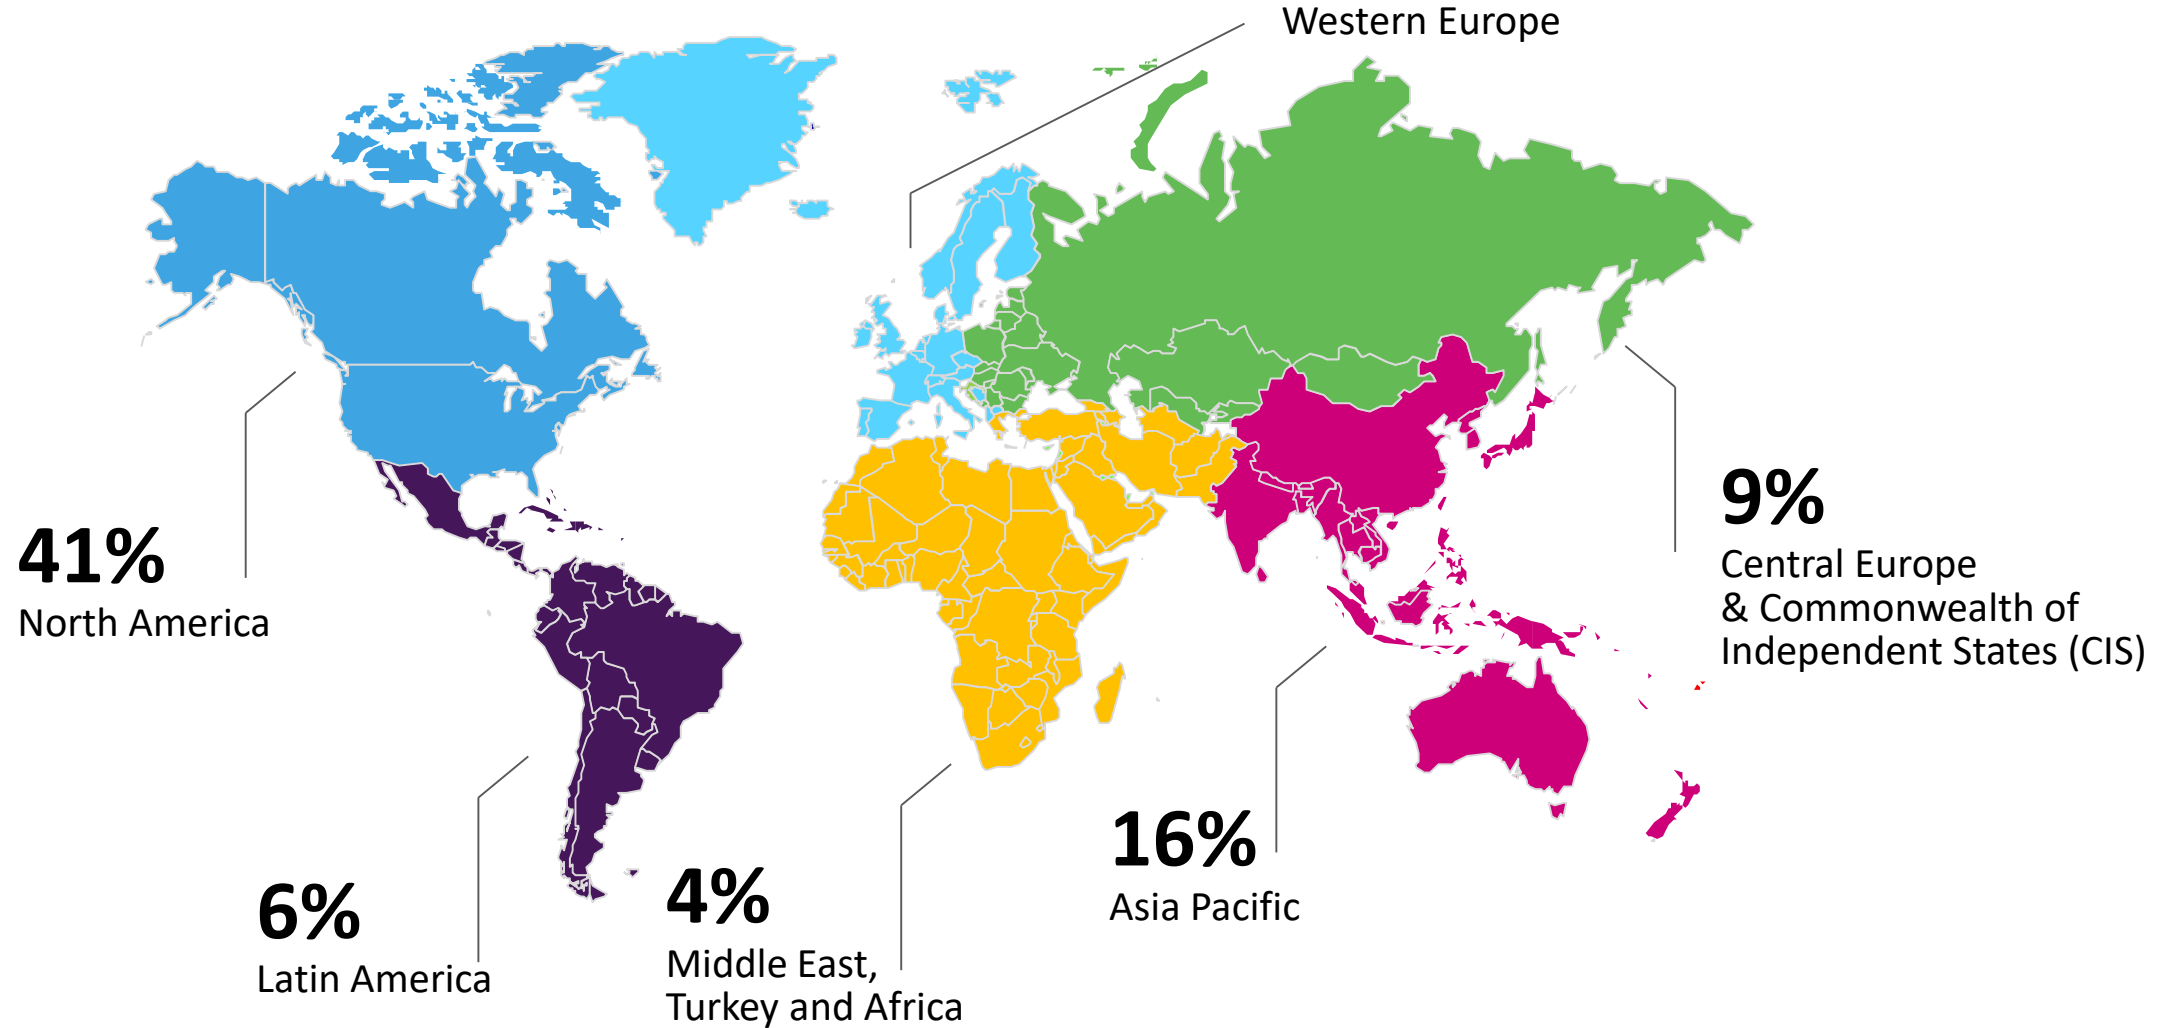 Western Europe
41%
North America
9%
Central Europe
& Commonwealth of
Independent States (CIS)
6%
Latin America
4%
Middle East,
Turkey and Africa
16%
Asia Pacific